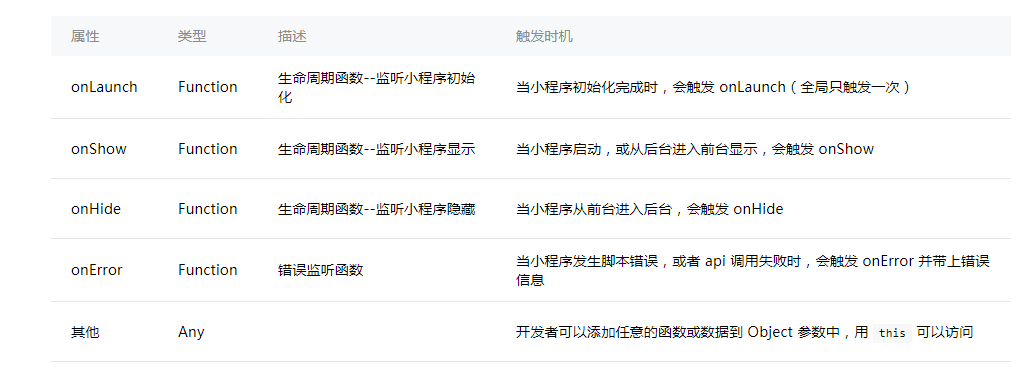 属性 类型 描述 触发时机
onLaunch Function 生命周期函数--监听小程序初始化 当小程序初始化完成时，会触发 onLaunch（全局只触发一次）
onShow Function 生命周期函数--监听小程序显示 当小程序启动，或从后台进入前台显示，会触发 onShow
onHide Function 生命周期函数--监听小程序隐藏 当小程序从前台进入后台，会触发 onHide
onError Function 错误监听函数 当小程序发生脚本错误，或者 api 调用失败时，会触发 onError 并带上错误信息
其他 Any 开发者可以添加任意的函数或数据到 Object 参数中，用 this 可以访问